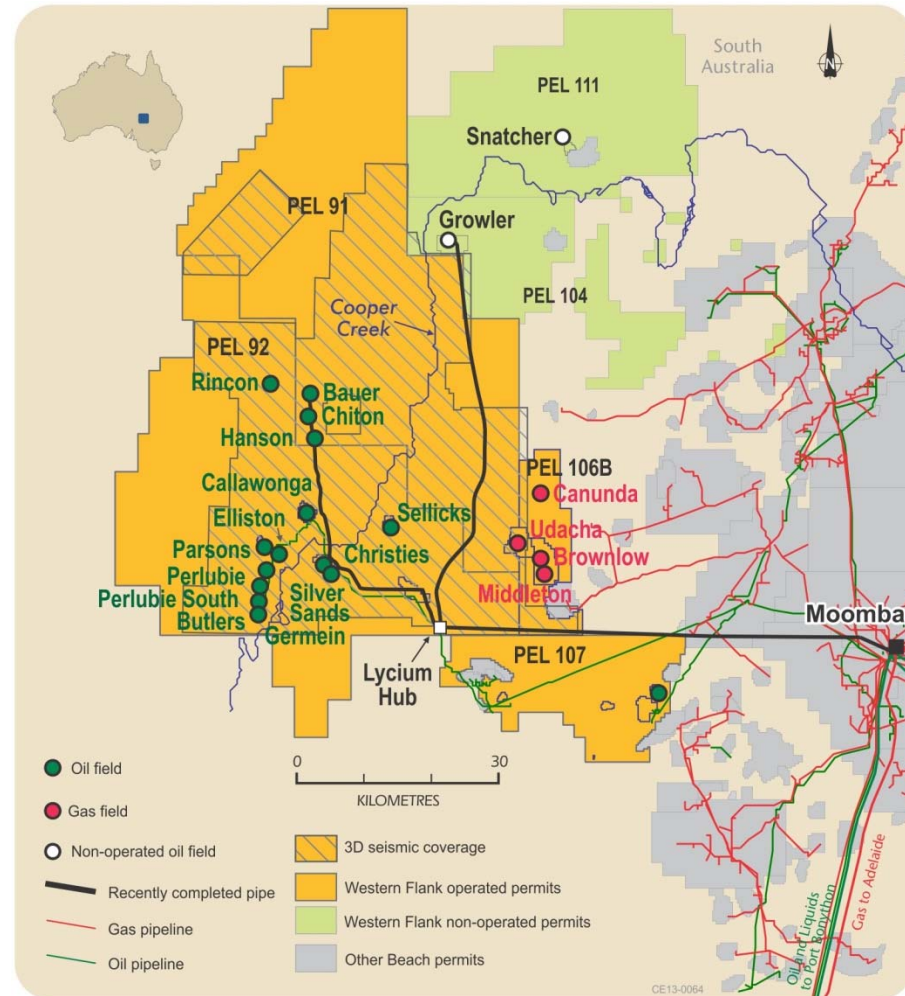 South
Australia
N
PEL 111
Snatcher
PEL 91
Growler
PEL 104
Cooper
Creek
PEL 92
Rincon
Bauer
Chiton
Hanson
PEL 106B
Callawonga
Canunda
Sellicks
Elliston
Udacha
Parsons
Christies
Brownlow
Perlubie
Middleton
Perlubie South
Silver
Sands
Butlers
Germein
Moomba
Lycium
Hub
PEL 107
0
30
KILOMETRES
Oil field
Gas field
Non-operated oil field
Recently completed pipe
Gas pipeline
Oil pipeline
3D seismic coverage
Western Flank operated permits
Western Flank non-operated permits
Other Beach permits
Oil and Liquids
to Port Bonython
Gas to Adelaide
CE13-0064